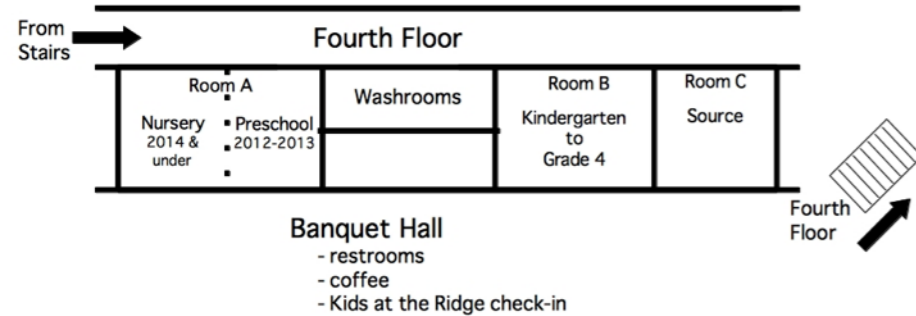 From
Stairs
Fourth Floor
Room A
Nursery
2014 &
under
Preschool
2012-2013
Washrooms
Room B
Kindergarten
to
Grade 4
Room C
Source
Fourth
Floor
Banquet Hall
- restrooms
- coffee
- Kids at the Ridge check-in